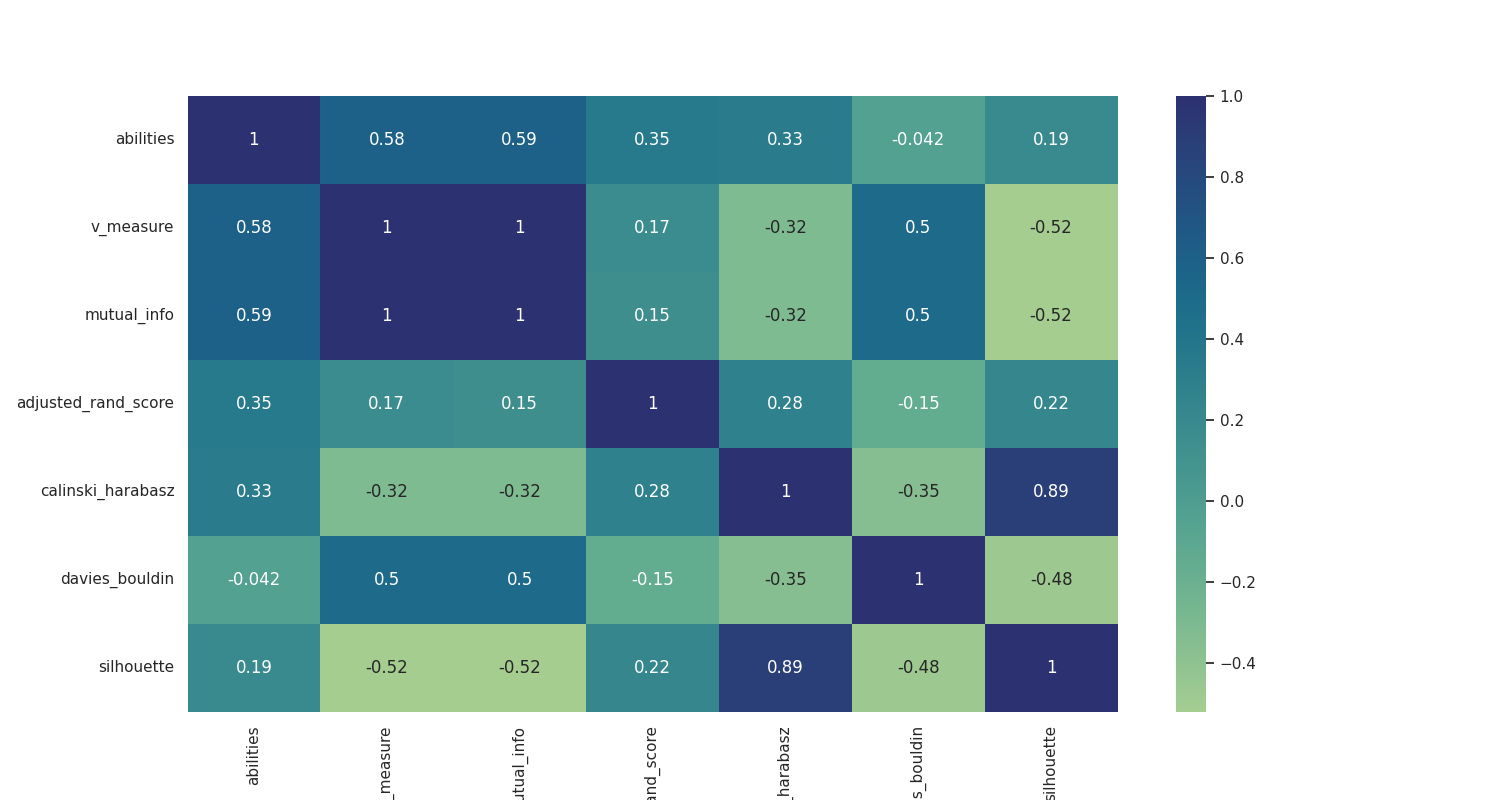 1.0
abilities 1 0.58 0.59 0.35 0.33 -0.042 0.19
0.8
v_measure 0.58 1 1 0.17 -0.32 0.5 -0.52
0.6
mutual_info 0.59 1 1 0.15 -0.32 0.5 -0.52
0.4
adjusted_rand_score 0.35 0.17 0.15 1 0.28 -0.15 0.22
0.2
calinski_harabasz 0.33 -0.32 -0.32 0.28 1 -0.35 0.89
0.0
davies_bouldin -0.042 0.5 0.5 -0.15 -0.35 1 -0.48
−0.2
silhouette 0.19 -0.52 -0.52 0.22 0.89 -0.48 1
−0.4
abilities
_measure
utual_info
and_score
_harabasz
s_bouldin
silhouette